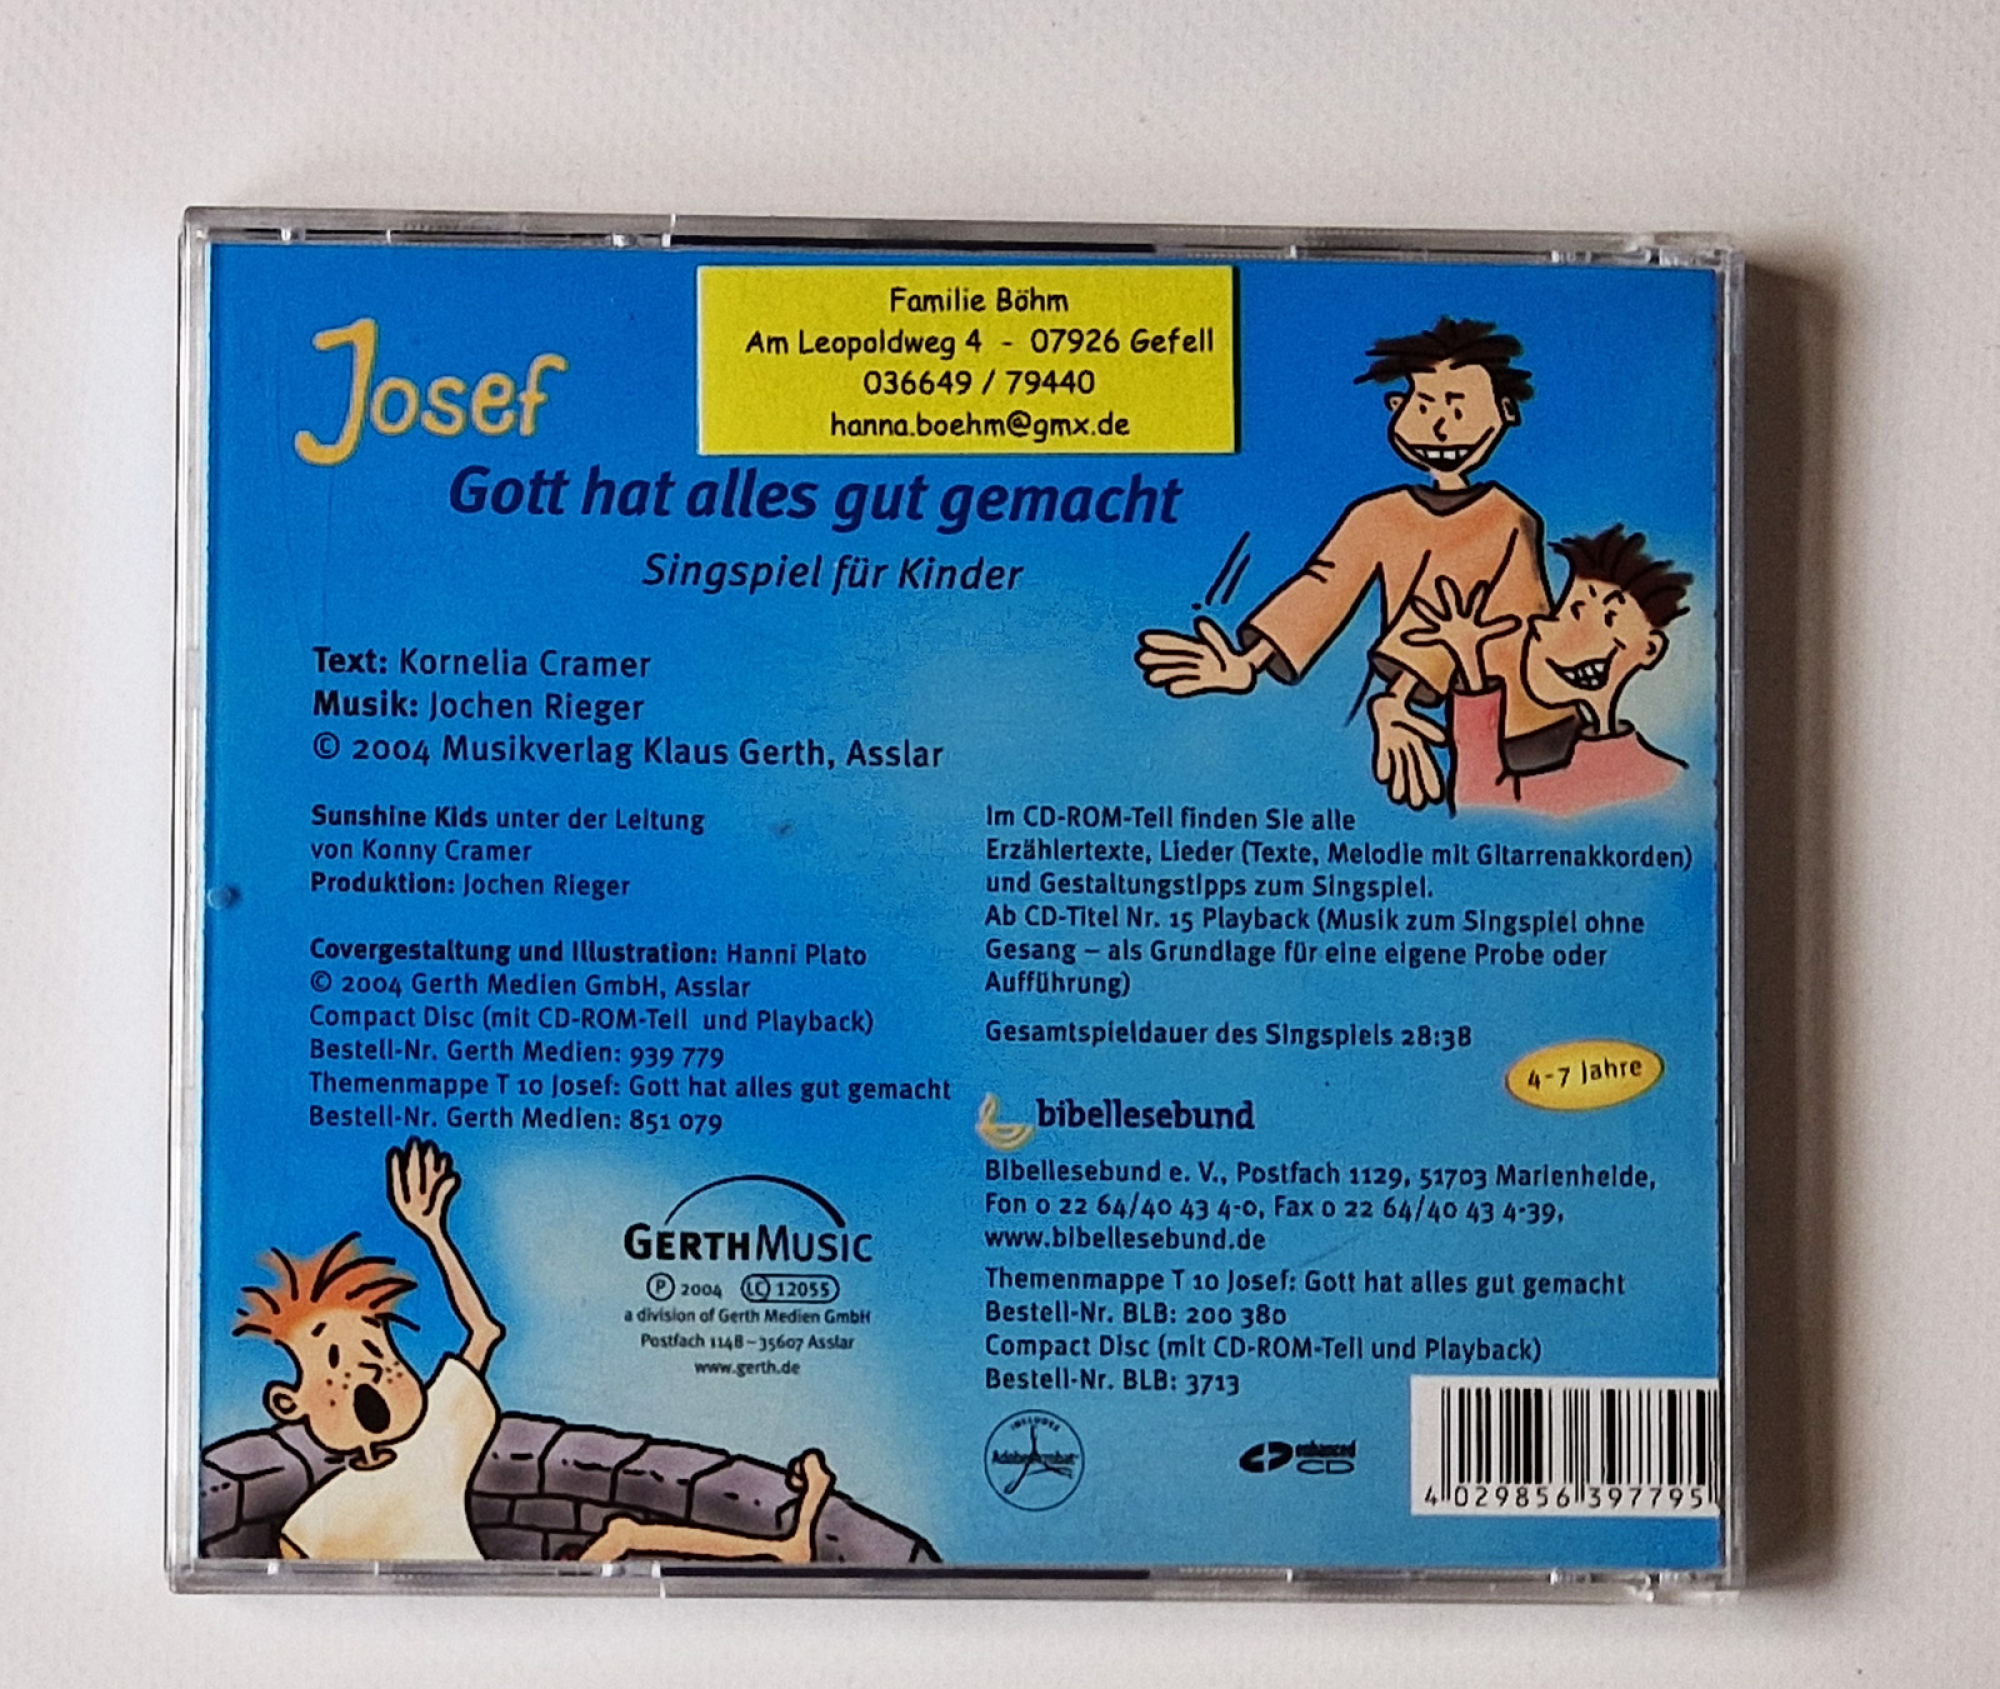 Familie Böhm
Am Leopoldweg 4 - 07926 Gefell
036649 / 79440
hanna.boehm@gmx.de
Josef
Gott hat alles gut gemacht
Singspiel für Kinder
Text: Kornelia Cramer
Musik: Jochen Rieger
© 2004 Musikverlag Klaus Gerth, Asslar
Sunshine Kids unter der Leitung
von Konny Cramer
Produktion: Jochen Rieger
Covergestaltung und Illustration: Hanni Plato
© 2004 Gerth Medien GmbH, Asslar
Compact Disc (mit CD-ROM-Teil und Playback)
Bestell-Nr. Gerth Medien: 939 779
Themenmappe T 10 Josef: Gott hat alles gut gemacht
Bestell-Nr. Gerth Medien: 851 079
GERTHMUSIC
℗ 2004 LC 12055
a division of Gerth Medien GmbH
Postfach 1148 – 35607 Asslar
www.gerth.de
Im CD-ROM-Teil finden Sie alle
Erzählertexte, Lieder (Texte, Melodie mit Gitarrenakkorden)
und Gestaltungstipps zum Singspiel.
Ab CD-Titel Nr. 15 Playback (Musik zum Singspiel ohne
Gesang – als Grundlage für eine eigene Probe oder
Aufführung)
Gesamtspieldauer des Singspiels 28:38
4-7 Jahre
bibellesebund
Bibellesebund e. V., Postfach 1129, 51703 Marienheide,
Fon 0 22 64/40 43 4-0, Fax 0 22 64/40 43 4-39,
www.bibellesebund.de
Themenmappe T 10 Josef: Gott hat alles gut gemacht
Bestell-Nr. BLB: 200 380
Compact Disc (mit CD-ROM-Teil und Playback)
Bestell-Nr. BLB: 3713
INCLUDES
Adobe Acrobat
enhanced
CD
4 029856 397795